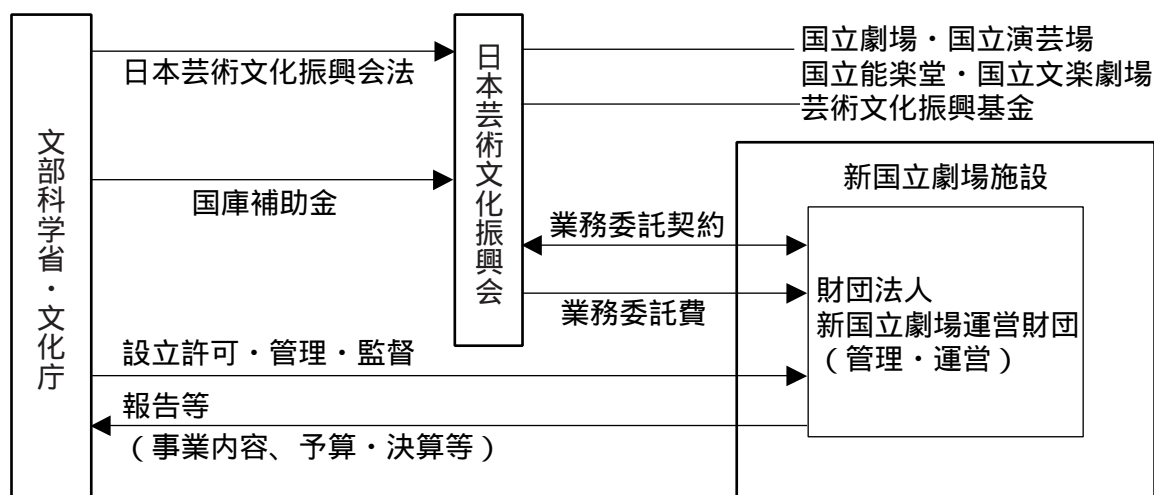 文部科学省・文化庁
日本芸術文化振興会法
国庫補助金
日本芸術文化振興会
国立劇場・国立演芸場
国立能楽堂・国立文楽劇場
芸術文化振興基金
新国立劇場施設
業務委託契約
業務委託費
財団法人
新国立劇場運営財団
（管理・運営）
設立許可・管理・監督
報告等
（事業内容、予算・決算等）